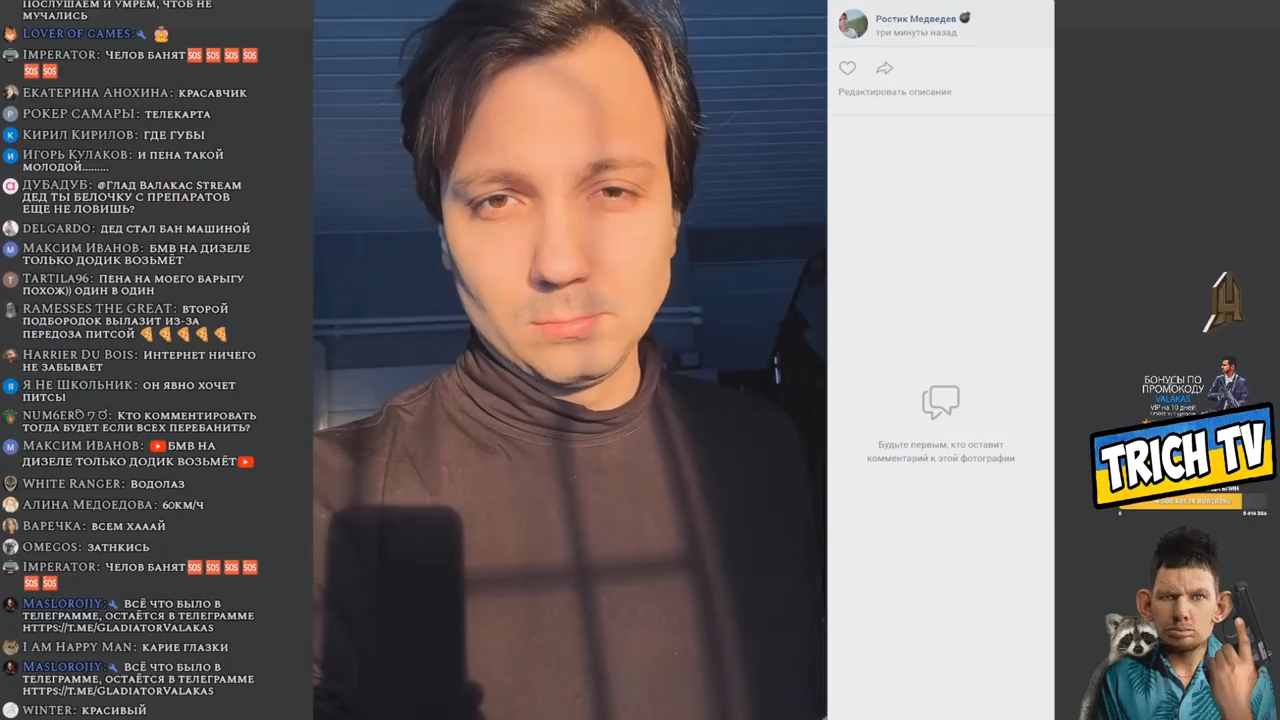 ПОСЛУШАЕМ И УМРЕМ, ЧТОБ НЕ
МУЧАЛИСЬ
LOVER OF GAMES:
IMPERATOR: ЧЕЛОВ БАНЯТ🆘 🆘 🆘 🆘
🆘 🆘
ЕКАТЕРИНА АНОХИНА: КРАСАВЧИК
РОКЕР САМАРЫ: ТЕЛЕКАРТА
КИРИЛ КИРИЛОВ: ГДЕ ГУБЫ
ИГОРЬ КУЛАКОВ: И ПЕНА ТАКОЙ
МОЛОДОЙ.........
ДУБАДУБ: @ГЛАД ВАЛАКАС STREAM
ДЕД ТЫ БЕЛОЧКУ С ПРЕПАРАТОВ
ЕЩЕ НЕ ЛОВИШЬ?
DELGARDO: ДЕД СТАЛ БАН МАШИНОЙ
МАКСИМ ИВАНОВ: БМВ НА ДИЗЕЛЕ
ТОЛЬКО ДОДИК ВОЗЬМЁТ
TARTILA96: ПЕНА НА МОЕГО БАРЫГУ
ПОХОЖ)) ОДИН В ОДИН
RAMESSES THE GREAT: ВТОРОЙ
ПОДБОРОДОК ВЫЛАЗИТ ИЗ-ЗА
ПЕРЕДОЗА ПИТСОЙ 🍕 🍕 🍕 🍕 🍕
HARRIER DU BOIS: ИНТЕРНЕТ НИЧЕГО
НЕ ЗАБЫВАЕТ
Я НЕ ШКОЛЬНИК: ОН ЯВНО ХОЧЕТ
ПИТСЫ
КТО КОММЕНТИРОВАТЬ
ТОГДА БУДЕТ ЕСЛИ ВСЕХ ПЕРЕБАНИТЬ?
МАКСИМ ИВАНОВ: БМВ НА
ДИЗЕЛЕ ТОЛЬКО ДОДИК ВОЗЬМЁТ
WHITE RANGER: ВОДОЛАЗ
АЛИНА МЕДОЕДОВА: 60КМ/Ч
ВАРЕЧКА: ВСЕМ ХАААЙ
OMEGOS: ЗАТНКИСЬ
IMPERATOR: ЧЕЛОВ БАНЯТ🆘 🆘 🆘 🆘
🆘 🆘
MASLOROJIY: ВСЁ ЧТО БЫЛО В
ТЕЛЕГРАММЕ, ОСТАЁТСЯ В ТЕЛЕГРАММЕ
HTTPS://T.ME/GLADIATORVALAKAS
I AM HAPPY MAN: КАРИЕ ГЛАЗКИ
MASLOROJIY: ВСЁ ЧТО БЫЛО В
ТЕЛЕГРАММЕ, ОСТАЁТСЯ В ТЕЛЕГРАММЕ
HTTPS://T.ME/GLADIATORVALAKAS
WINTER: КРАСИВЫЙ
Ростик Медведев
три минуты назад
Редактировать описание
Будьте первым, кто оставит
комментарий к этой фотографии
БОНУСЫ ПО
ПРОМОКОДУ
VALAKAS
VIP на 10 дней
TRICH TV